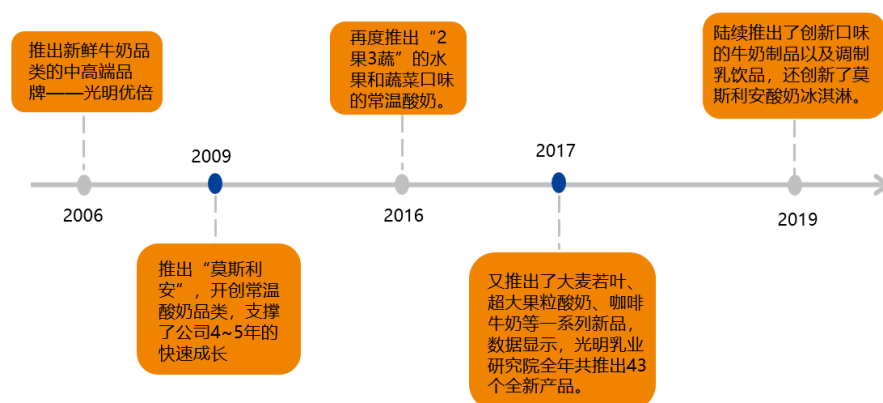 推出新鲜牛奶品
类的中高端品
牌——光明优倍
2006
2009
推出“莫斯利
安”，开创常温
酸奶品类，支撑
了公司4~5年的
快速成长
再度推出“2
果3蔬”的水
果和蔬菜口味
的常温酸奶。
2016
2017
又推出了大麦若叶、
超大果粒酸奶、咖啡
牛奶等一系列新品，
数据显示，光明乳业
研究院全年共推出43
个全新产品。
陆续推出了创新口味
的牛奶制品以及调制
乳饮品，还创新了莫
斯利安酸奶冰淇淋。
2019